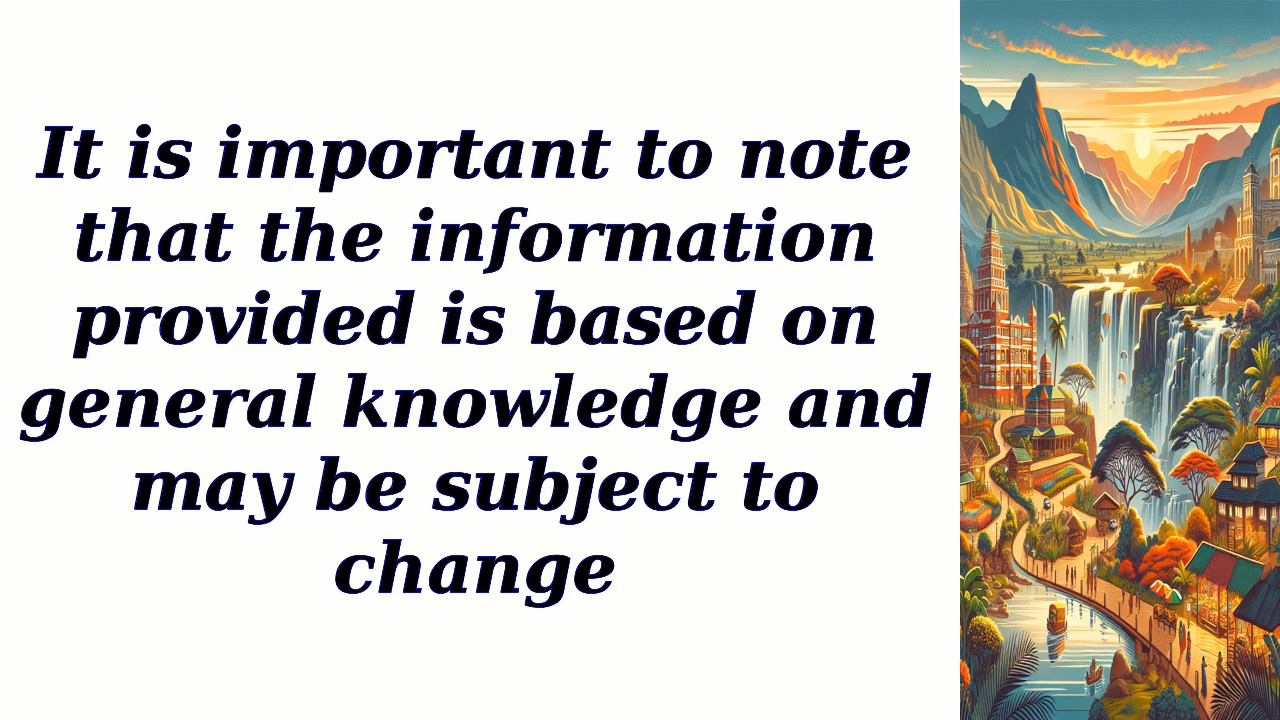 It is important to note
that the information
provided is based on
general knowledge and
may be subject to
change